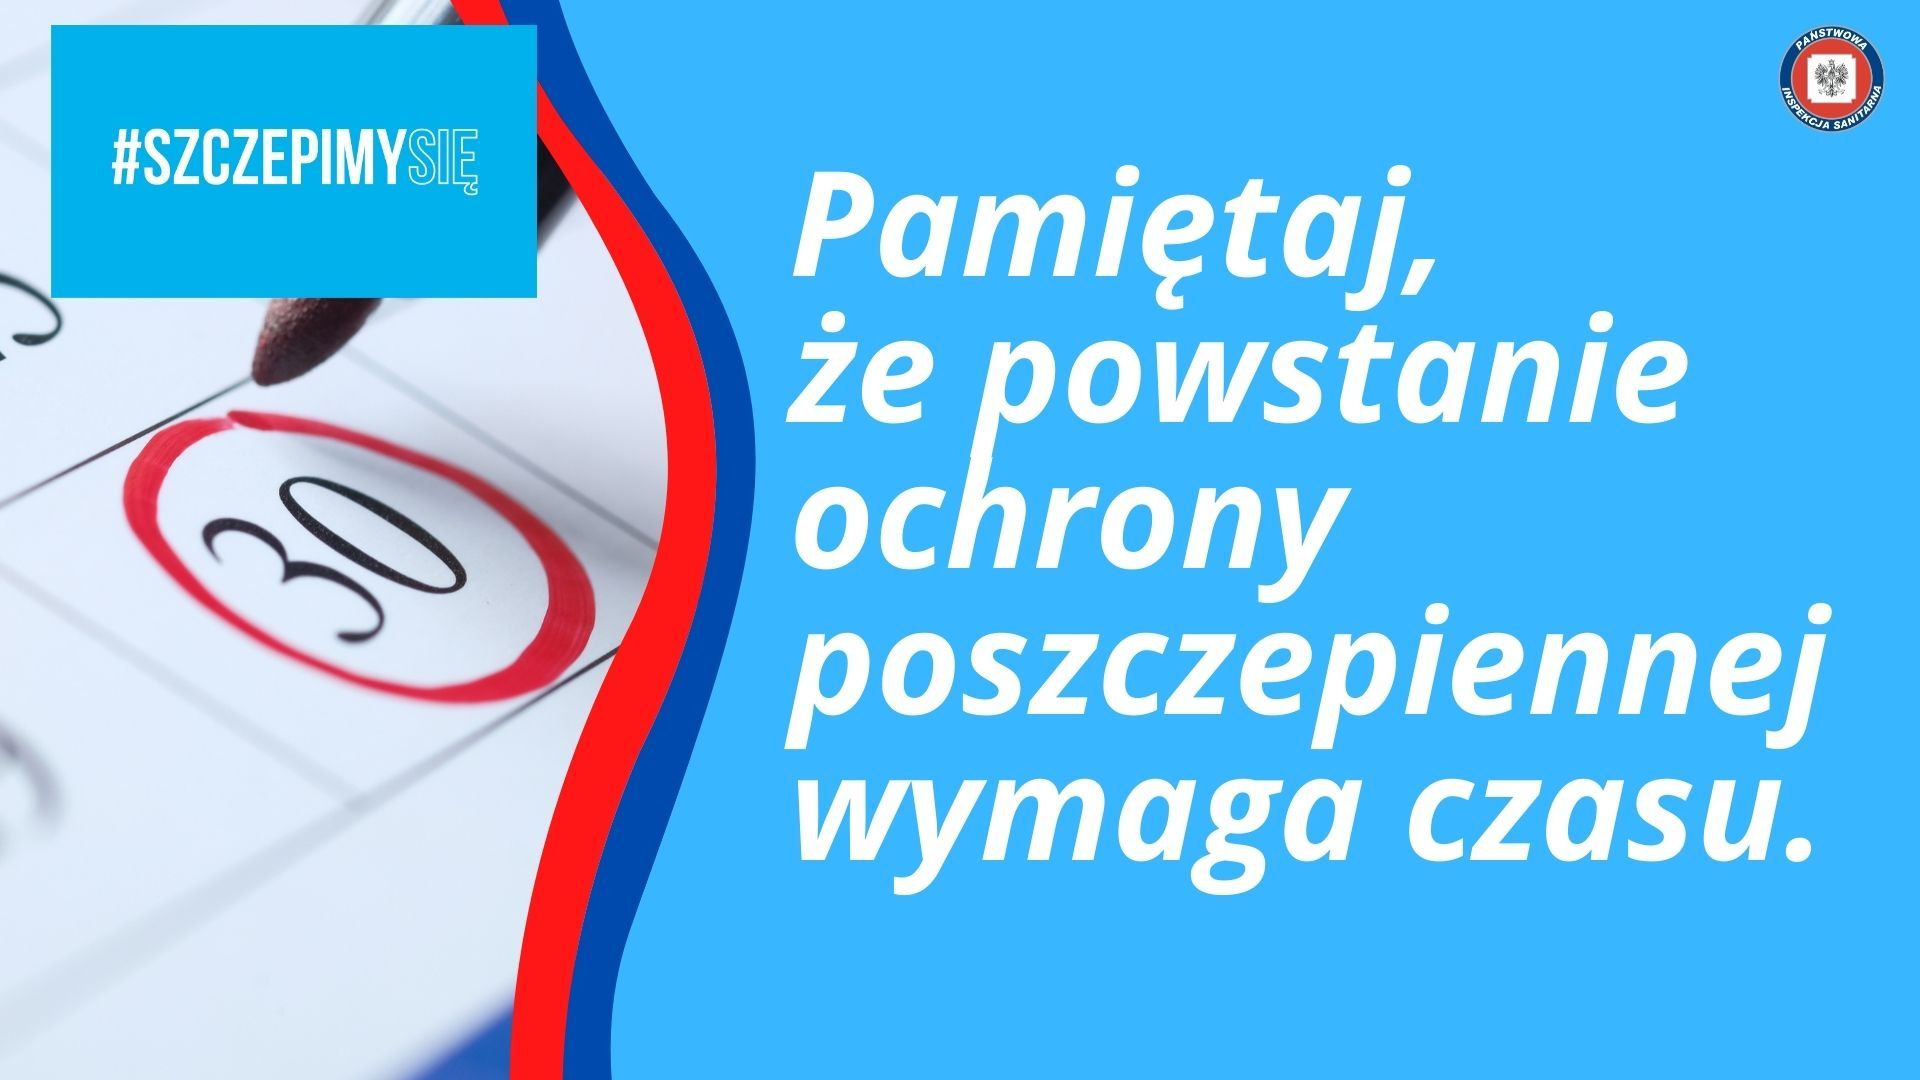 #SZCZEPIMYSIĘ
PAŃSTWOWA
INSPEKCJA SANITARNA
Pamiętaj,
że powstanie
ochrony
poszczepiennej
wymaga czasu.
30